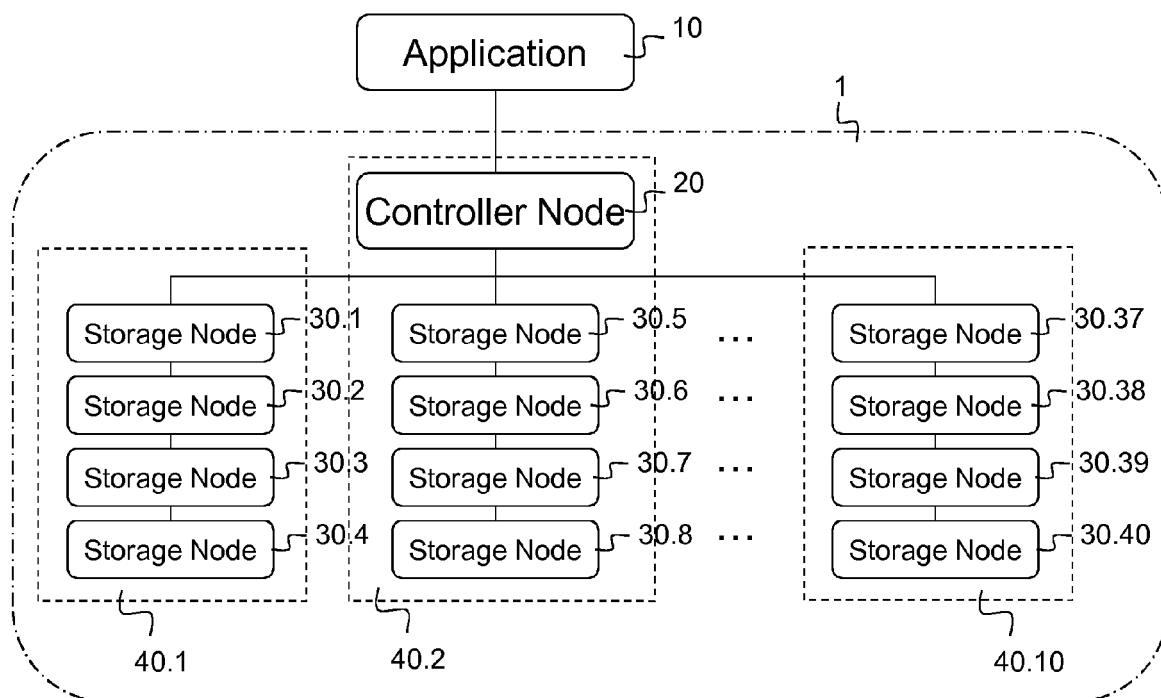 Application
10
1
Controller Node
20
Storage Node 30.1 Storage Node 30.5 ... Storage Node 30.37
Storage Node 30.2 Storage Node 30.6 ... Storage Node 30.38
Storage Node 30.3 Storage Node 30.7 ... Storage Node 30.39
Storage Node 30.4 Storage Node 30.8 ... Storage Node 30.40
40.1 40.2 40.10